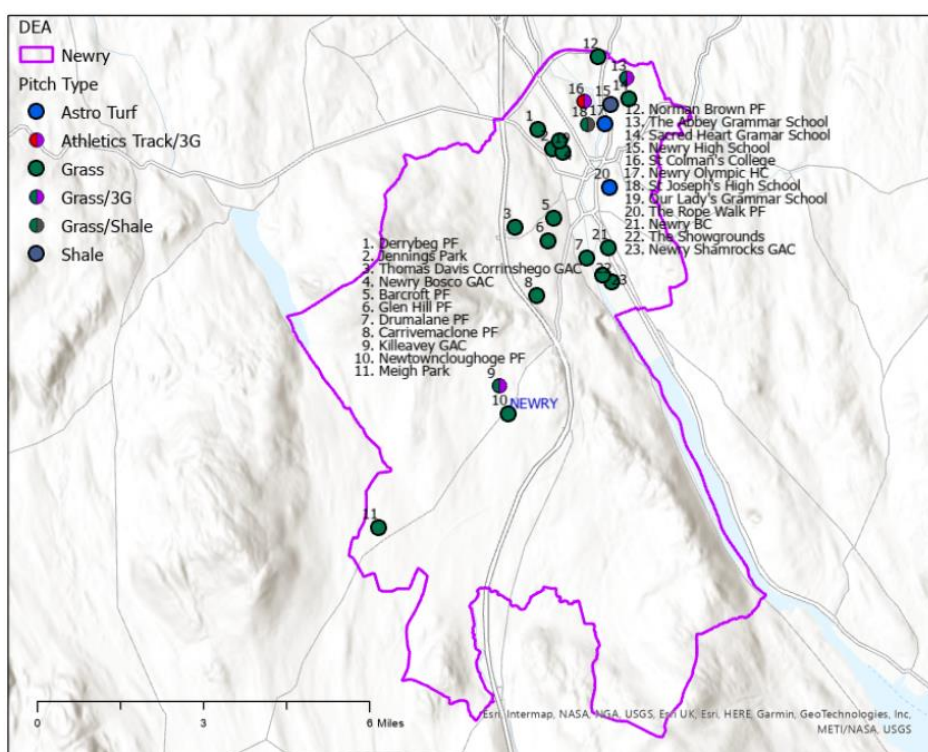 DEA
Newry
Pitch Type
Astro Turf
Athletics Track/3G
Grass
Grass/3G
Grass/Shale
Shale
12
13
14
15
16
17
18
1
2
19
12. Norman Brown PF
13. The Abbey Grammar School
14. Sacred Heart Gramar School
15. Newry High School
16. St Colman's College
17. Newry Olympic HC
18. St Joseph's High School
19. Our Lady's Grammar School
20. The Rope Walk PF
21. Newry BC
22. The Showgrounds
23. Newry Shamrocks GAC
20
5
3
6
21
7
22
23
8
1. Derrybeg PF
2. Jennings Park
3. Thomas Davis Corrinshego GAC
4. Newry Bosco GAC
5. Barcroft PF
6. Glen Hill PF
7. Drumalane PF
8. Carrivemaclone PF
9. Killeavey GAC
10. Newtowncloughoge PF
11. Meigh Park
9
10
NEWRY
11
0 3 6 Miles
Esri, Intermap, NASA, NGA, USGS, Esri UK, Esri, HERE, Garmin, GeoTechnologies, Inc,
METI/NASA, USGS